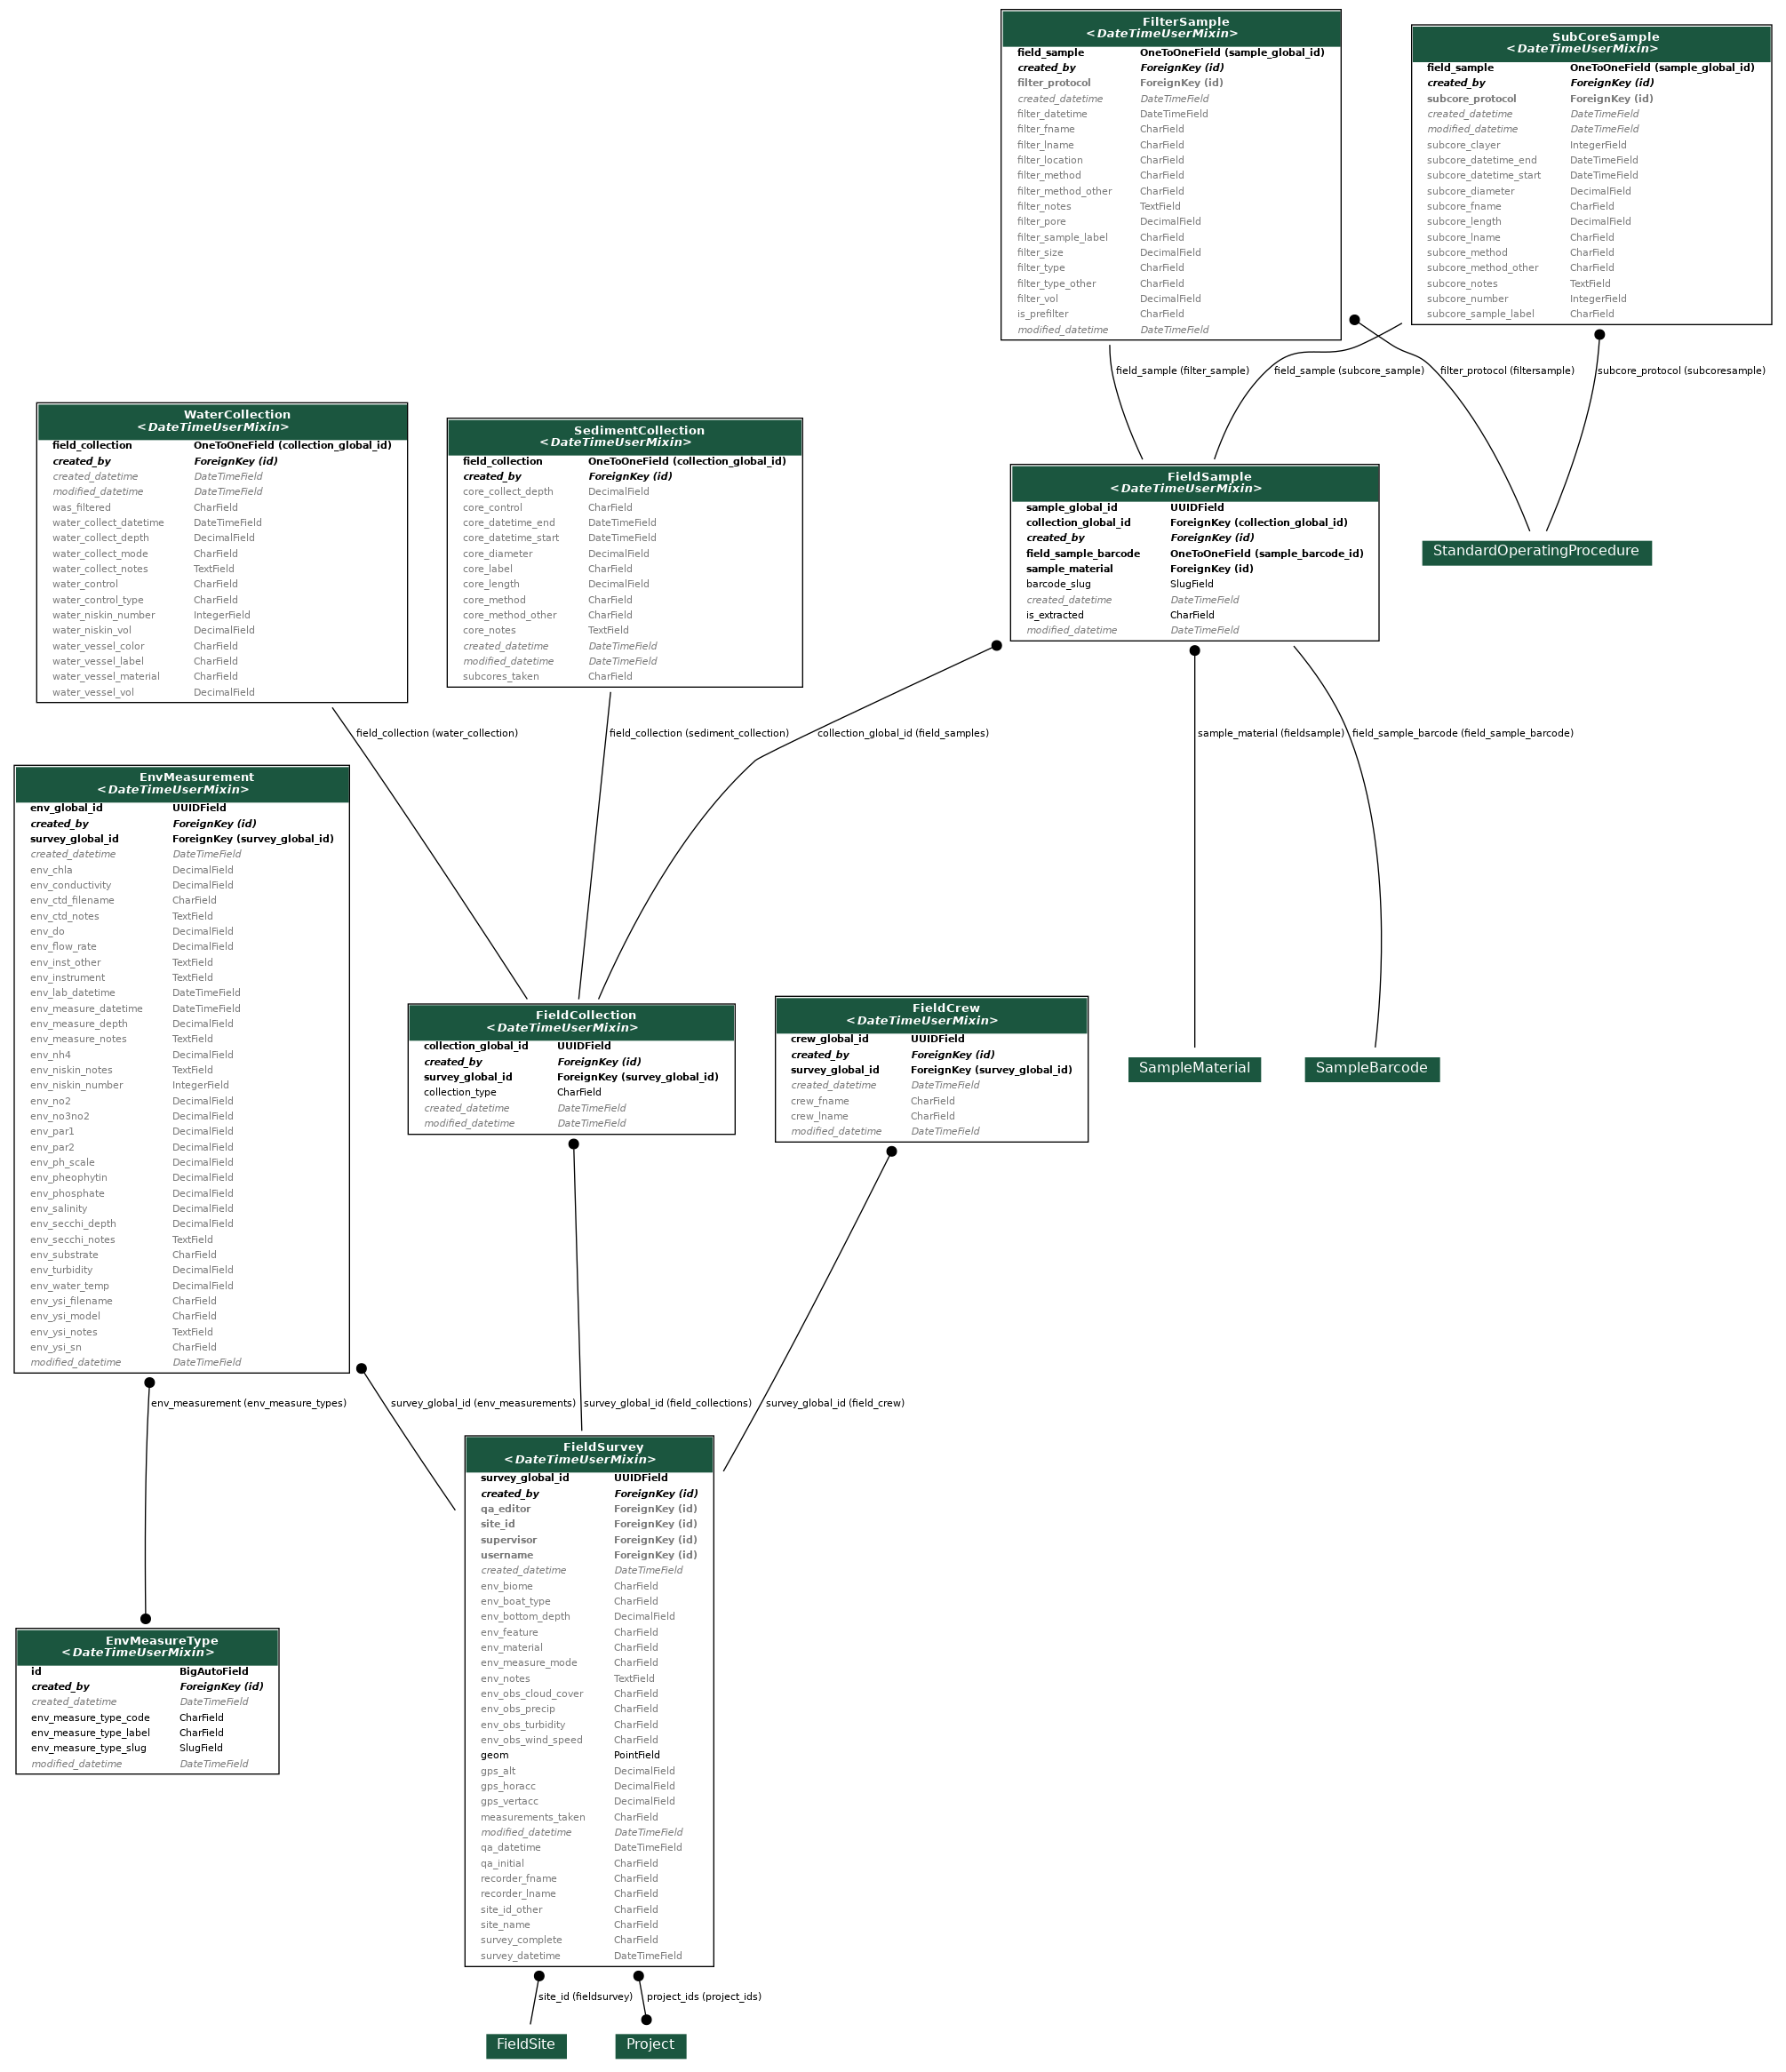 FilterSample
<DateTimeUserMixin>
field_sample OneToOneField (sample_global_id)
created_by ForeignKey (id)
filter_protocol ForeignKey (id)
created_datetime DateTimeField
filter_datetime DateTimeField
filter_fname CharField
filter_lname CharField
filter_location CharField
filter_method CharField
filter_method_other CharField
filter_notes TextField
filter_pore DecimalField
filter_sample_label CharField
filter_size DecimalField
filter_type CharField
filter_type_other CharField
filter_vol DecimalField
is_prefilter CharField
modified_datetime DateTimeField
SubCoreSample
<DateTimeUserMixin>
field_sample OneToOneField (sample_global_id)
created_by ForeignKey (id)
subcore_protocol ForeignKey (id)
created_datetime DateTimeField
modified_datetime DateTimeField
subcore_clayer IntegerField
subcore_datetime_end DateTimeField
subcore_datetime_start DateTimeField
subcore_diameter DecimalField
subcore_fname CharField
subcore_length DecimalField
subcore_lname CharField
subcore_method CharField
subcore_method_other CharField
subcore_notes TextField
subcore_number IntegerField
subcore_sample_label CharField
field_sample (filter_sample)
field_sample (subcore_sample)
filter_protocol (filtersample)
subcore_protocol (subcoresample)
WaterCollection
<DateTimeUserMixin>
field_collection OneToOneField (collection_global_id)
created_by ForeignKey (id)
created_datetime DateTimeField
modified_datetime DateTimeField
was_filtered CharField
water_collect_datetime DateTimeField
water_collect_depth DecimalField
water_collect_mode CharField
water_collect_notes TextField
water_control CharField
water_control_type CharField
water_niskin_number IntegerField
water_niskin_vol DecimalField
water_vessel_color CharField
water_vessel_label CharField
water_vessel_material CharField
water_vessel_vol DecimalField
SedimentCollection
<DateTimeUserMixin>
field_collection OneToOneField (collection_global_id)
created_by ForeignKey (id)
core_collect_depth DecimalField
core_control CharField
core_datetime_end DateTimeField
core_datetime_start DateTimeField
core_diameter DecimalField
core_label CharField
core_length DecimalField
core_method CharField
core_method_other CharField
core_notes TextField
created_datetime DateTimeField
modified_datetime DateTimeField
subcores_taken CharField
FieldSample
<DateTimeUserMixin>
sample_global_id UUIDField
collection_global_id ForeignKey (collection_global_id)
created_by ForeignKey (id)
field_sample_barcode OneToOneField (sample_barcode_id)
sample_material ForeignKey (id)
barcode_slug SlugField
created_datetime DateTimeField
is_extracted CharField
modified_datetime DateTimeField
StandardOperatingProcedure
field_collection (water_collection)
field_collection (sediment_collection)
collection_global_id (field_samples)
sample_material (fieldsample)
field_sample_barcode (field_sample_barcode)
EnvMeasurement
<DateTimeUserMixin>
env_global_id UUIDField
created_by ForeignKey (id)
survey_global_id ForeignKey (survey_global_id)
created_datetime DateTimeField
env_chla DecimalField
env_conductivity DecimalField
env_ctd_filename CharField
env_ctd_notes TextField
env_do DecimalField
env_flow_rate DecimalField
env_inst_other TextField
env_instrument TextField
env_lab_datetime DateTimeField
env_measure_datetime DateTimeField
env_measure_depth DecimalField
env_measure_notes TextField
env_nh4 DecimalField
env_niskin_notes TextField
env_niskin_number IntegerField
env_no2 DecimalField
env_no3no2 DecimalField
env_par1 DecimalField
env_par2 DecimalField
env_ph_scale DecimalField
env_pheophytin DecimalField
env_phosphate DecimalField
env_salinity DecimalField
env_secchi_depth DecimalField
env_secchi_notes TextField
env_substrate CharField
env_turbidity DecimalField
env_water_temp DecimalField
env_ysi_filename CharField
env_ysi_model CharField
env_ysi_notes TextField
env_ysi_sn CharField
modified_datetime DateTimeField
FieldCollection
<DateTimeUserMixin>
collection_global_id UUIDField
created_by ForeignKey (id)
survey_global_id ForeignKey (survey_global_id)
collection_type CharField
created_datetime DateTimeField
modified_datetime DateTimeField
FieldCrew
<DateTimeUserMixin>
crew_global_id UUIDField
created_by ForeignKey (id)
survey_global_id ForeignKey (survey_global_id)
created_datetime DateTimeField
crew_fname CharField
crew_lname CharField
modified_datetime DateTimeField
SampleMaterial
SampleBarcode
env_measurement (env_measure_types)
survey_global_id (env_measurements)
survey_global_id (field_collections)
survey_global_id (field_crew)
FieldSurvey
<DateTimeUserMixin>
survey_global_id UUIDField
created_by ForeignKey (id)
qa_editor ForeignKey (id)
site_id ForeignKey (id)
supervisor ForeignKey (id)
username ForeignKey (id)
created_datetime DateTimeField
env_biome CharField
env_boat_type CharField
env_bottom_depth DecimalField
env_feature CharField
env_material CharField
env_measure_mode CharField
env_notes TextField
env_obs_cloud_cover CharField
env_obs_precip CharField
env_obs_turbidity CharField
env_obs_wind_speed CharField
geom PointField
gps_alt DecimalField
gps_horacc DecimalField
gps_vertacc DecimalField
measurements_taken CharField
modified_datetime DateTimeField
qa_datetime DateTimeField
qa_initial CharField
recorder_fname CharField
recorder_lname CharField
site_id_other CharField
site_name CharField
survey_complete CharField
survey_datetime DateTimeField
EnvMeasureType
<DateTimeUserMixin>
id BigAutoField
created_by ForeignKey (id)
created_datetime DateTimeField
env_measure_type_code CharField
env_measure_type_label CharField
env_measure_type_slug SlugField
modified_datetime DateTimeField
site_id (fieldsurvey)
project_ids (project_ids)
FieldSite
Project